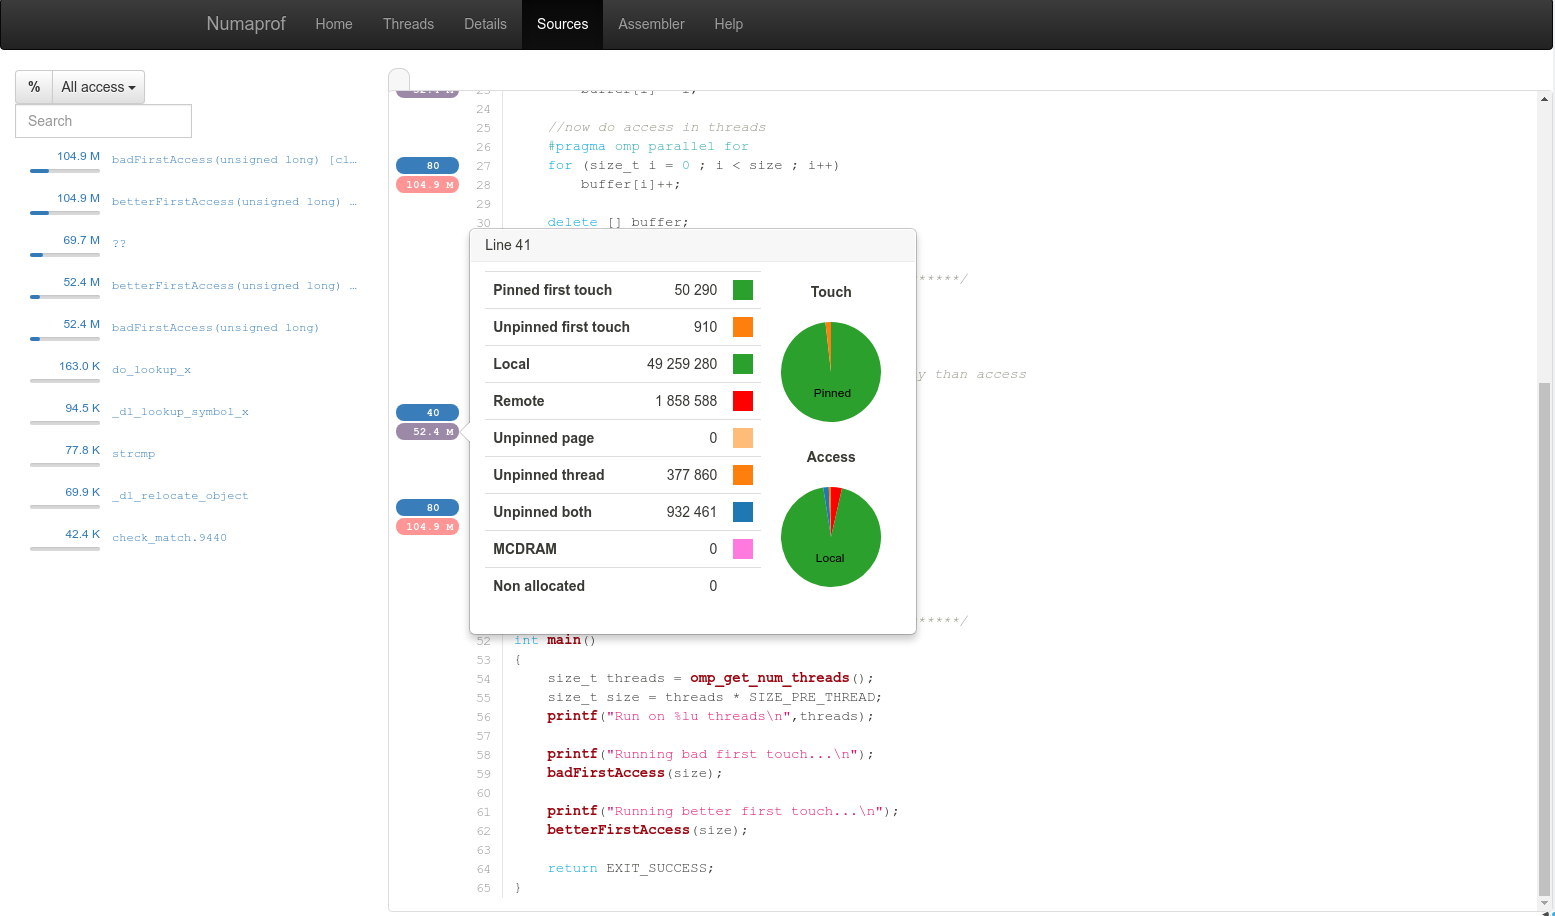 Numaprof Home Threads Details Sources Assembler Help
% All access
Search
104.9 M badFirstAccess(unsigned long) [cl…
104.9 M betterFirstAccess(unsigned long) …
69.7 M ??
52.4 M betterFirstAccess(unsigned long) …
52.4 M badFirstAccess(unsigned long)
163.0 K do_lookup_x
94.5 K _dl_lookup_symbol_x
77.8 K strcmp
69.9 K _dl_relocate_object
42.4 K check_match.9440
24
25 //now do access in threads
26 #pragma omp parallel for
80 27 for (size_t i = 0 ; i < size ; i++)
104.9 M 28 buffer[i]++;
29
30 delete [] buffer;
*****/
y than access
40
52.4 M
80
104.9 M
*****/
Line 41
Pinned first touch 50 290
Unpinned first touch 910
Local 49 259 280
Remote 1 858 588
Unpinned page 0
Unpinned thread 377 860
Unpinned both 932 461
MCDRAM 0
Non allocated 0
Touch
Pinned
Access
Local
52 int main()
53 {
54 size_t threads = omp_get_num_threads();
55 size_t size = threads * SIZE_PRE_THREAD;
56 printf("Run on %lu threads\n",threads);
57
58 printf("Running bad first touch...\n");
59 badFirstAccess(size);
60
61 printf("Running better first touch...\n");
62 betterFirstAccess(size);
63
64 return EXIT_SUCCESS;
65 }